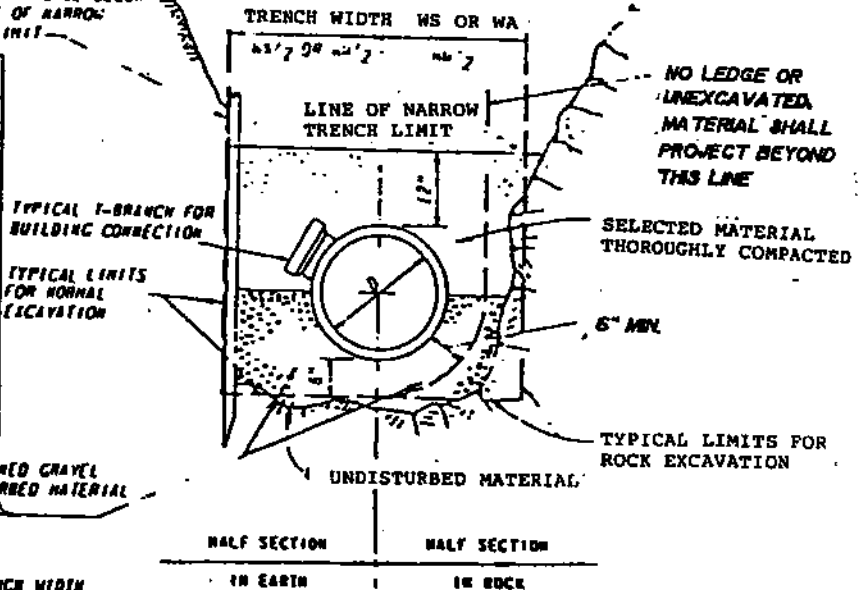 OF NARROW
TRENCH WIDTH WS OR WA
LINE OF NARROW
TRENCH LIMIT
12"
NO LEDGE OR
UNEXCAVATED
MATERIAL SHALL
PROJECT BEYOND
THIS LINE
TYPICAL T-BRANCH FOR
BUILDING CONNECTION
SELECTED MATERIAL
THOROUGHLY COMPACTED
TYPICAL LIMITS
FOR NORMAL
EXCAVATION
D
6" MIN.
TYPICAL LIMITS FOR
ROCK EXCAVATION
GRAVEL
MATERIAL
UNDISTURBED MATERIAL
HALF SECTION
IN EARTH
HALF SECTION
IN ROCK
WIDTH